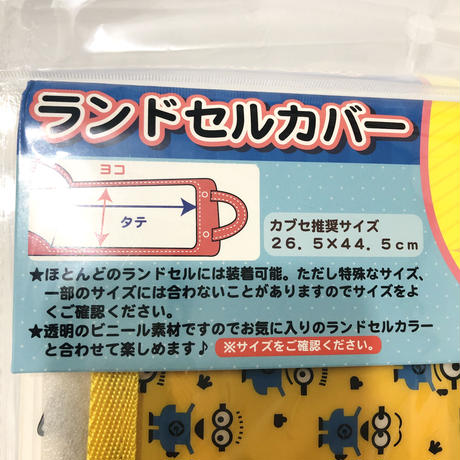 ランドセルカバー
ヨコ
タテ
カブセ推奨サイズ
26.5×44.5cm
★ほとんどのランドセルには装着可能。ただし特殊なサイズ、
一部のサイズには合わないことがありますのでサイズをよ
くご確認ください。
★透明のビニール素材ですのでお気に入りのランドセルカラー
と合わせて楽しめます♪ ※サイズをご確認ください。